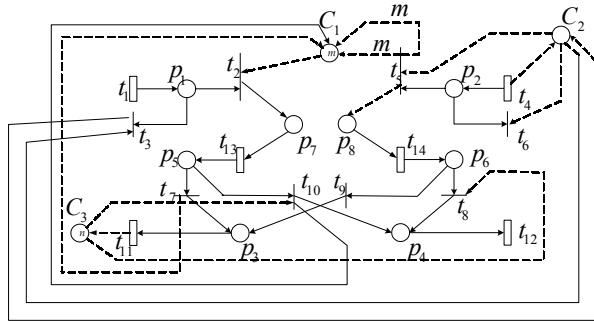 m
C₁
m
m
C₂
t₂
t₅
t₁
p₁
p₂
t₄
t₃
t₆
p₇
p₈
t₁₃
t₁₄
p₅
p₆
t₇
t₁₀
t₉
t₈
C₃
n
t₁₁
p₃
p₄
t₁₂